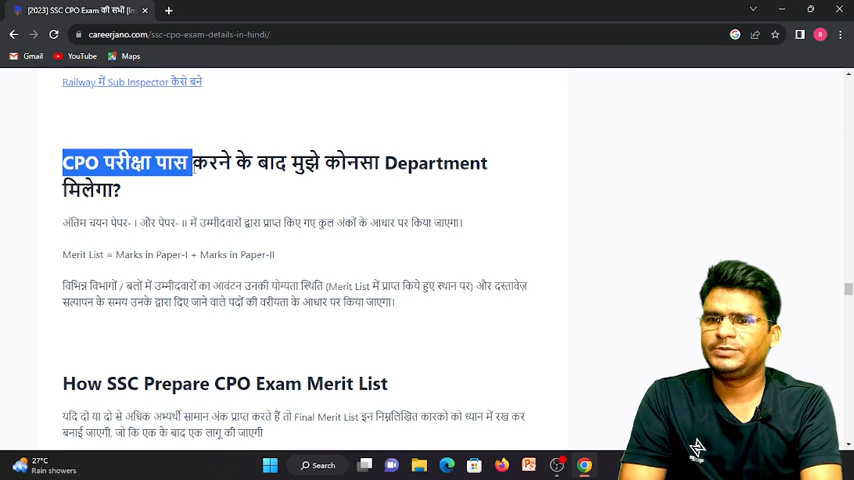 [2023] SSC CPO Exam की सभी [In
careerjano.com/ssc-cpo-exam-details-in-hindi/
a
Gmail YouTube Maps
Railway में Sub Inspector कैसे बने
CPO परीक्षा पास करने के बाद मुझे कोनसा Department
मिलेगा?
अंतिम चयन पेपर- I और पेपर- II में उम्मीदवारों द्वारा प्राप्त किए गए कुल अंकों के आधार पर किया जाएगा।
Merit List = Marks in Paper-I + Marks in Paper-II
विभिन्न विभागों / बलों में उम्मीदवारों का आवंटन उनकी योग्यता स्थिति (Merit List में प्राप्त किये हुए स्थान पर) और दस्तावेज़
सत्यापन के समय उनके द्वारा दिए जाने वाले पदों की वरीयता के आधार पर किया जाएगा।
How SSC Prepare CPO Exam Merit List
यदि दो या दो से अधिक अभ्यर्थी सामान अंक प्राप्त करते हैं तो Final Merit List इन निम्नलिखित कारको को ध्यान में रख कर
बनाई जाएगी, जो कि एक के बाद एक लागू की जाएगी
27°C
Rain showers
Search